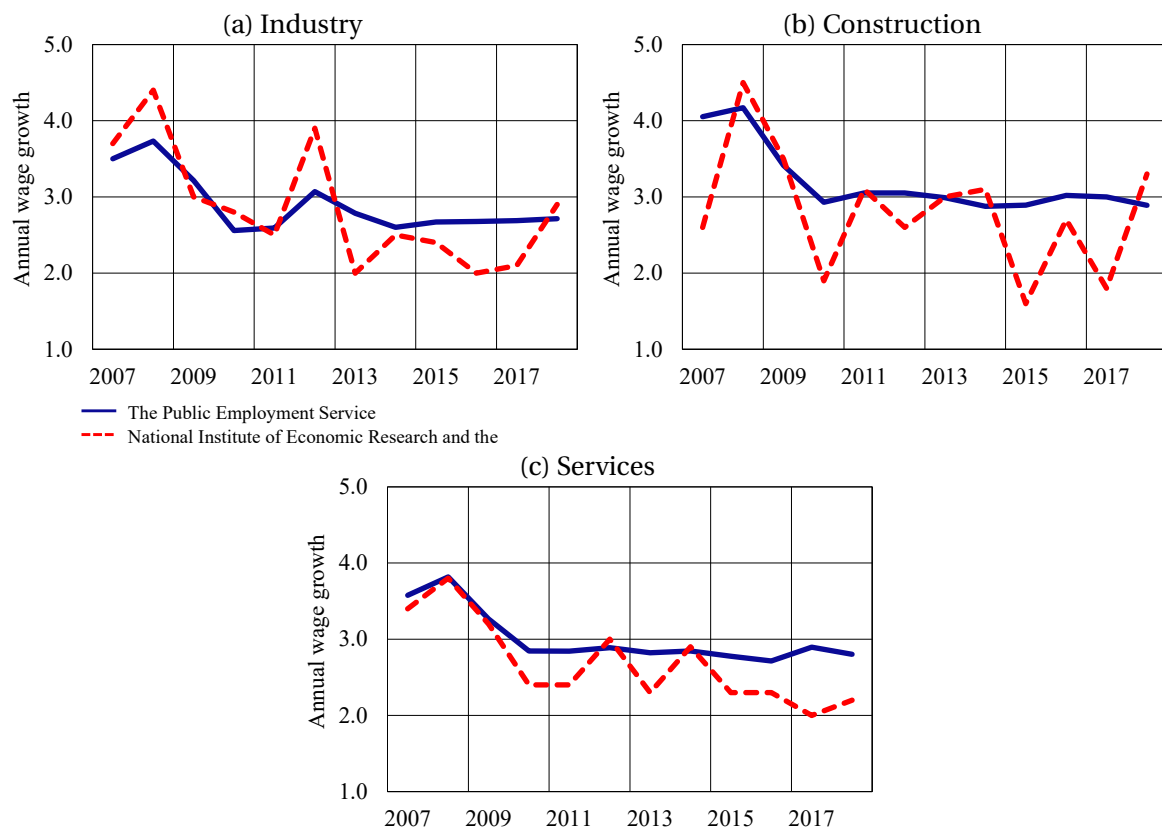 (a) Industry
Annual wage growth
5.0
4.0
3.0
2.0
1.0
2007 2009 2011 2013 2015 2017
(b) Construction
Annual wage growth
5.0
4.0
3.0
2.0
1.0
2007 2009 2011 2013 2015 2017
The Public Employment Service
National Institute of Economic Research and the
(c) Services
Annual wage growth
5.0
4.0
3.0
2.0
1.0
2007 2009 2011 2013 2015 2017